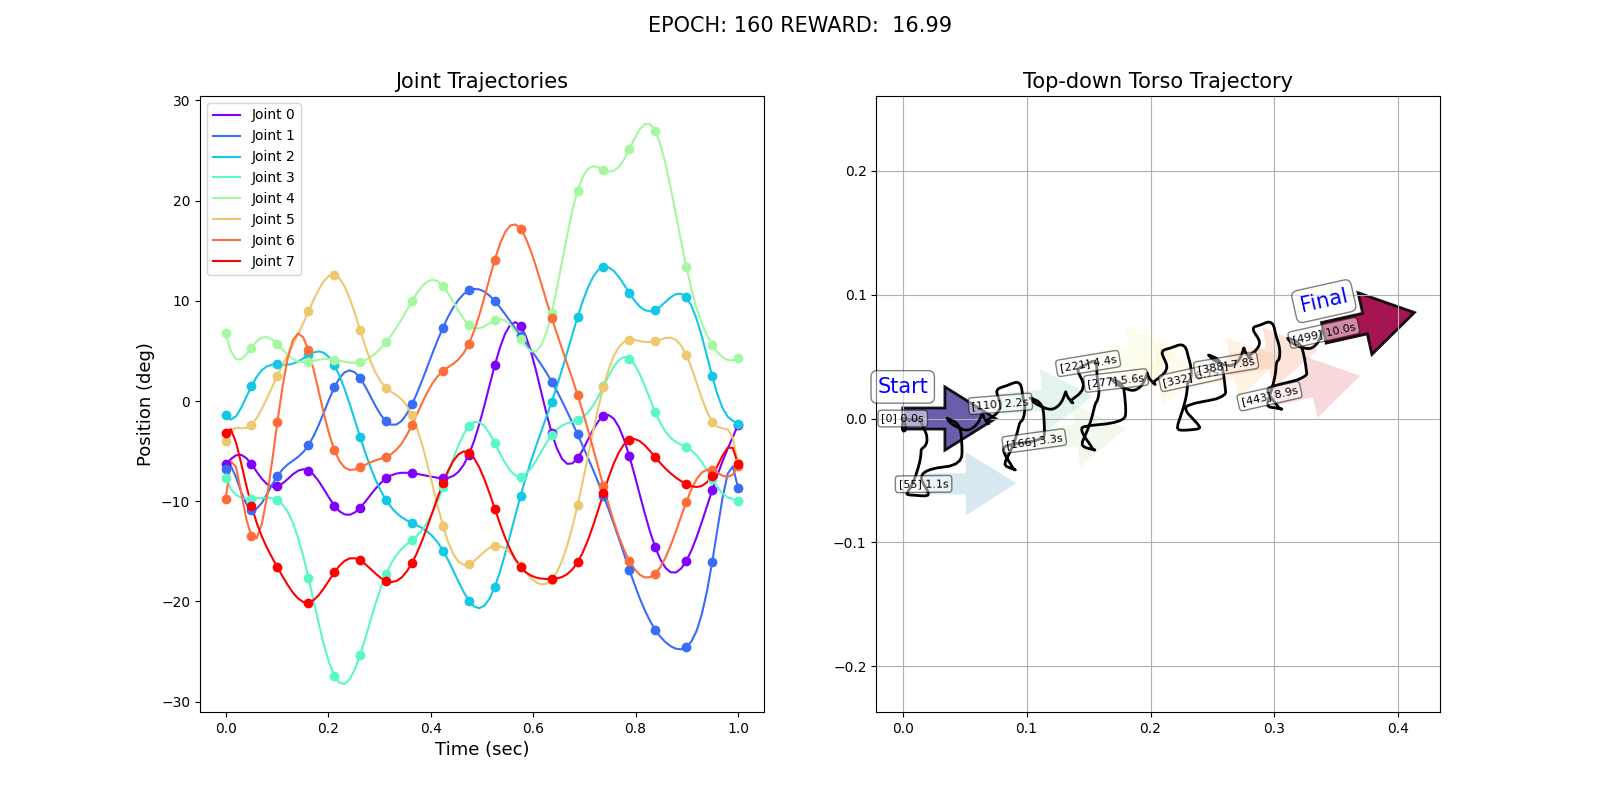 EPOCH: 160 REWARD:  16.99
Joint Trajectories
Joint 0
Joint 1
Joint 2
Joint 3
Joint 4
Joint 5
Joint 6
Joint 7
30
20
10
0
−10
−20
−30
Position (deg)
0.0 0.2 0.4 0.6 0.8 1.0
Time (sec)
Top-down Torso Trajectory
0.2
0.1
0.0
−0.1
−0.2
0.0 0.1 0.2 0.3 0.4
Start
Final
[0] 0.0s
[55] 1.1s
[110] 2.2s
[166] 3.3s
[221] 4.4s
[277] 5.6s
[332]
[388] 7.8s
[443] 8.9s
[499] 10.0s